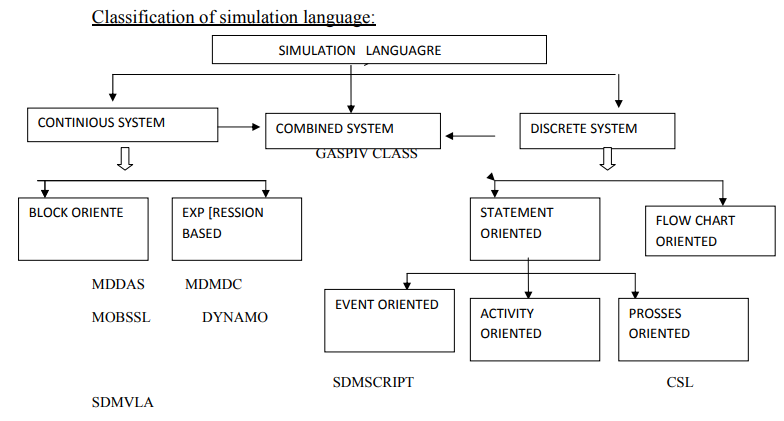 Classification of simulation language:
SIMULATION LANGUAGRE
CONTINIOUS SYSTEM
COMBINED SYSTEM
DISCRETE SYSTEM
GASPIV CLASS
BLOCK ORIENTE
EXP [RESSION
BASED
STATEMENT
ORIENTED
FLOW CHART
ORIENTED
MDDAS
MDMDC
MOBSSL
DYNAMO
EVENT ORIENTED
ACTIVITY
ORIENTED
PROSSES
ORIENTED
SDMSCRIPT
CSL
SDMVLA